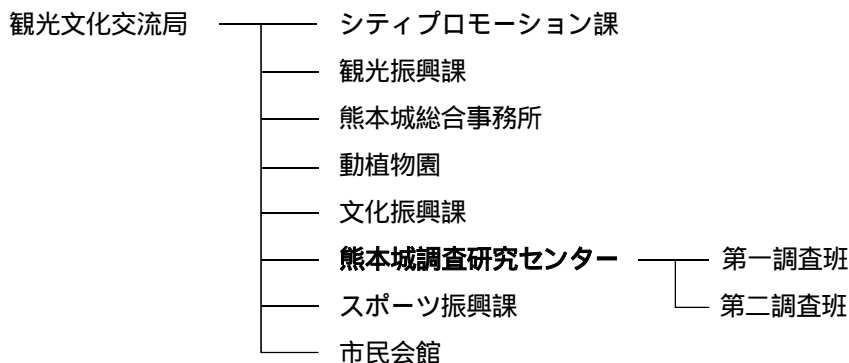 観光文化交流局
シティプロモーション課
観光振興課
熊本城総合事務所
動植物園
文化振興課
熊本城調査研究センター
第一調査班
第二調査班
スポーツ振興課
市民会館